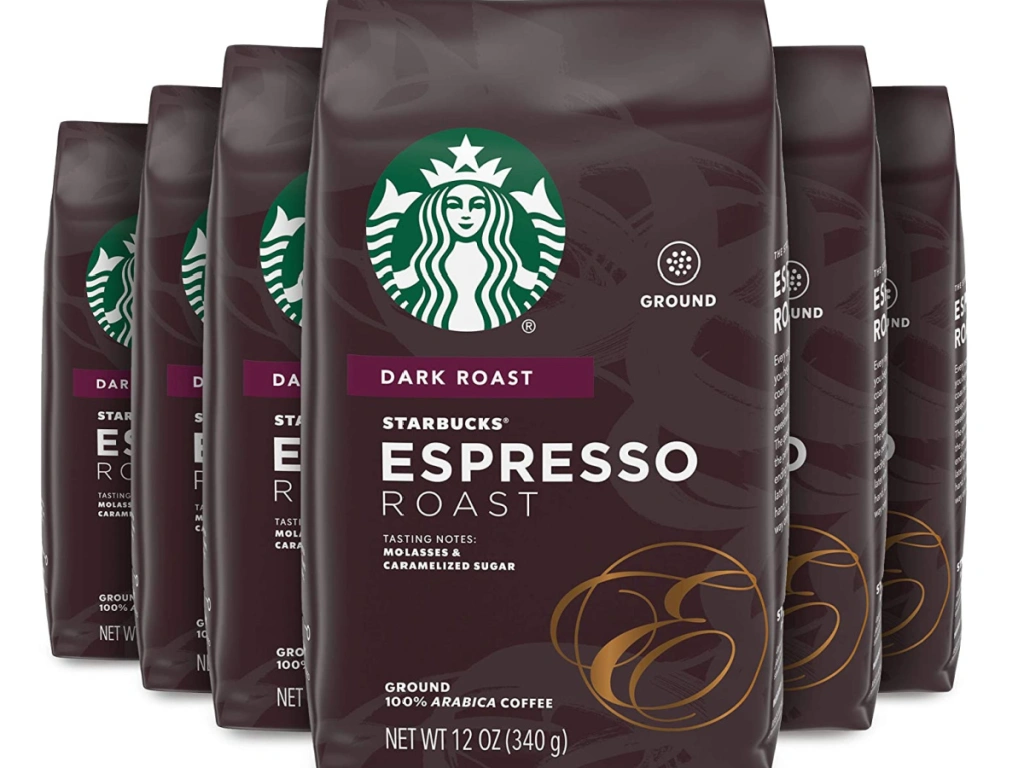 GROUND
DARK ROAST
STARBUCKS®
ESPRESSO
ROAST
TASTING NOTES:
MOLASSES &
CARAMELIZED SUGAR
E
GROUND
100% ARABICA COFFEE
NET WT 12 OZ (340 g)